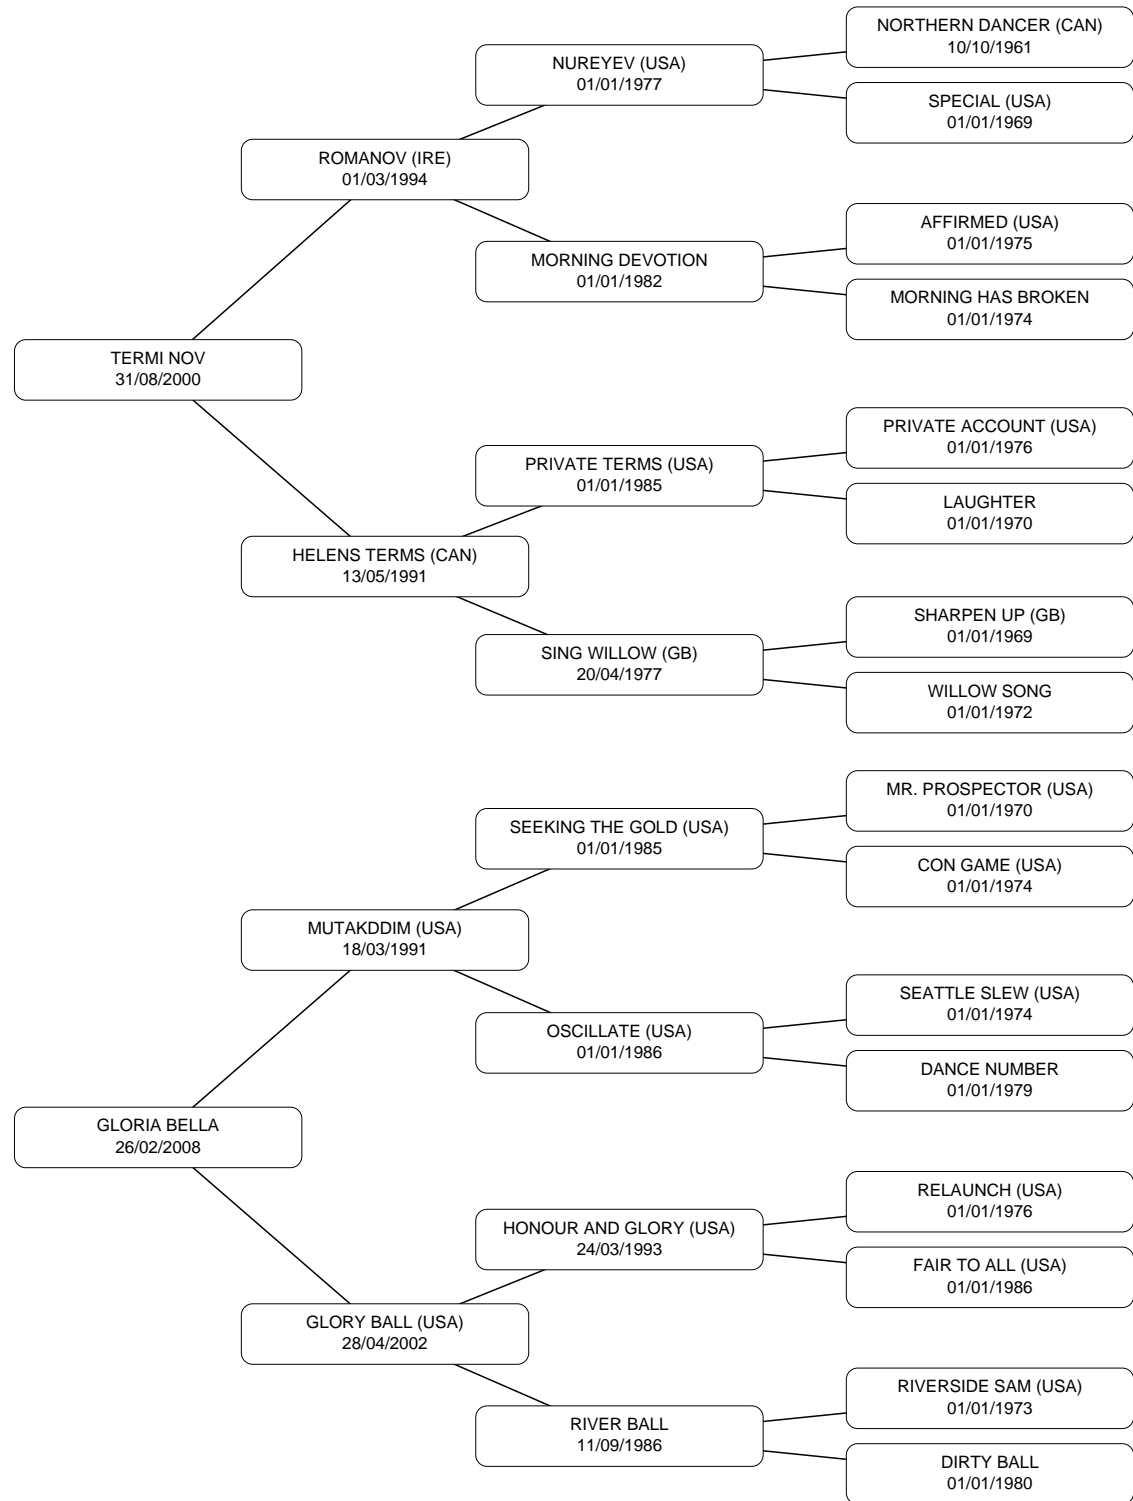 NORTHERN DANCER (CAN)
10/10/1961
NUREYEV (USA)
01/01/1977
SPECIAL (USA)
01/01/1969
ROMANOV (IRE)
01/03/1994
AFFIRMED (USA)
01/01/1975
MORNING DEVOTION
01/01/1982
MORNING HAS BROKEN
01/01/1974
TERMI NOV
31/08/2000
PRIVATE ACCOUNT (USA)
01/01/1976
PRIVATE TERMS (USA)
01/01/1985
LAUGHTER
01/01/1970
HELENS TERMS (CAN)
13/05/1991
SHARPEN UP (GB)
01/01/1969
SING WILLOW (GB)
20/04/1977
WILLOW SONG
01/01/1972
MR. PROSPECTOR (USA)
01/01/1970
SEEKING THE GOLD (USA)
01/01/1985
CON GAME (USA)
01/01/1974
MUTAKDDIM (USA)
18/03/1991
SEATTLE SLEW (USA)
01/01/1974
OSCILLATE (USA)
01/01/1986
DANCE NUMBER
01/01/1979
GLORIA BELLA
26/02/2008
RELAUNCH (USA)
01/01/1976
HONOUR AND GLORY (USA)
24/03/1993
FAIR TO ALL (USA)
01/01/1986
GLORY BALL (USA)
28/04/2002
RIVERSIDE SAM (USA)
01/01/1973
RIVER BALL
11/09/1986
DIRTY BALL
01/01/1980